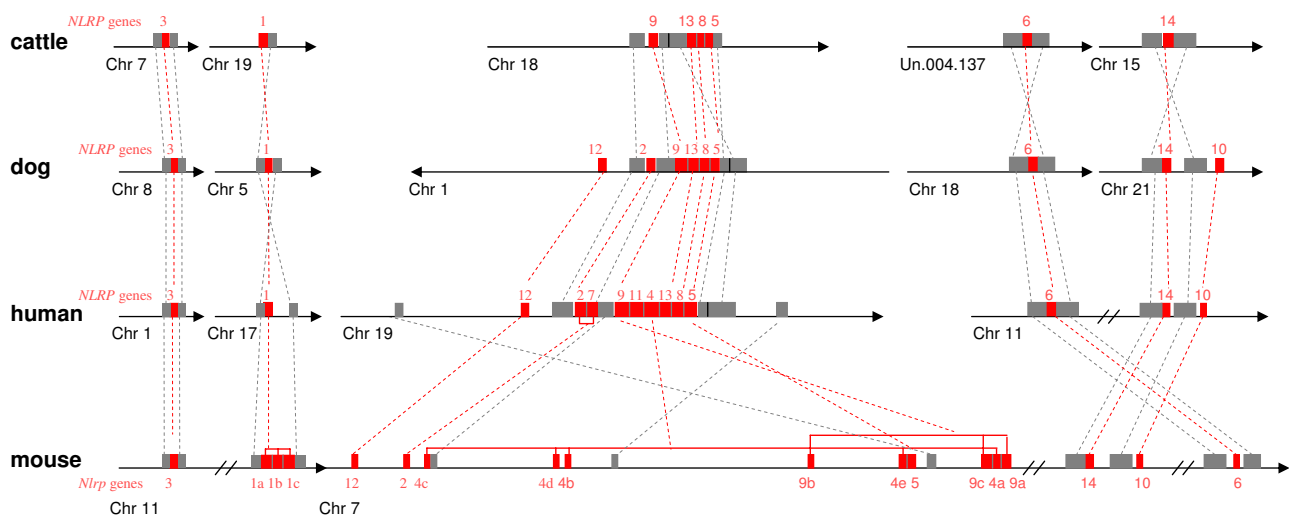 NLRP genes 3 1 9 13 8 5 6 14
cattle
Chr 7 Chr 19 Chr 18 Un.004.137 Chr 15
NLRP genes 3 1 12 2 9 13 8 5 6 14 10
dog
Chr 8 Chr 5 Chr 1 Chr 18 Chr 21
NLRP genes 3 1 12 2 7 9 11 4 13 8 5 6 14 10
human
Chr 1 Chr 17 Chr 19 Chr 11
mouse
Nlrp genes 3 1a 1b 1c 12 2 4c 4d 4b 9b 4e 5 9c 4a 9a 14 10 6
Chr 11 Chr 7